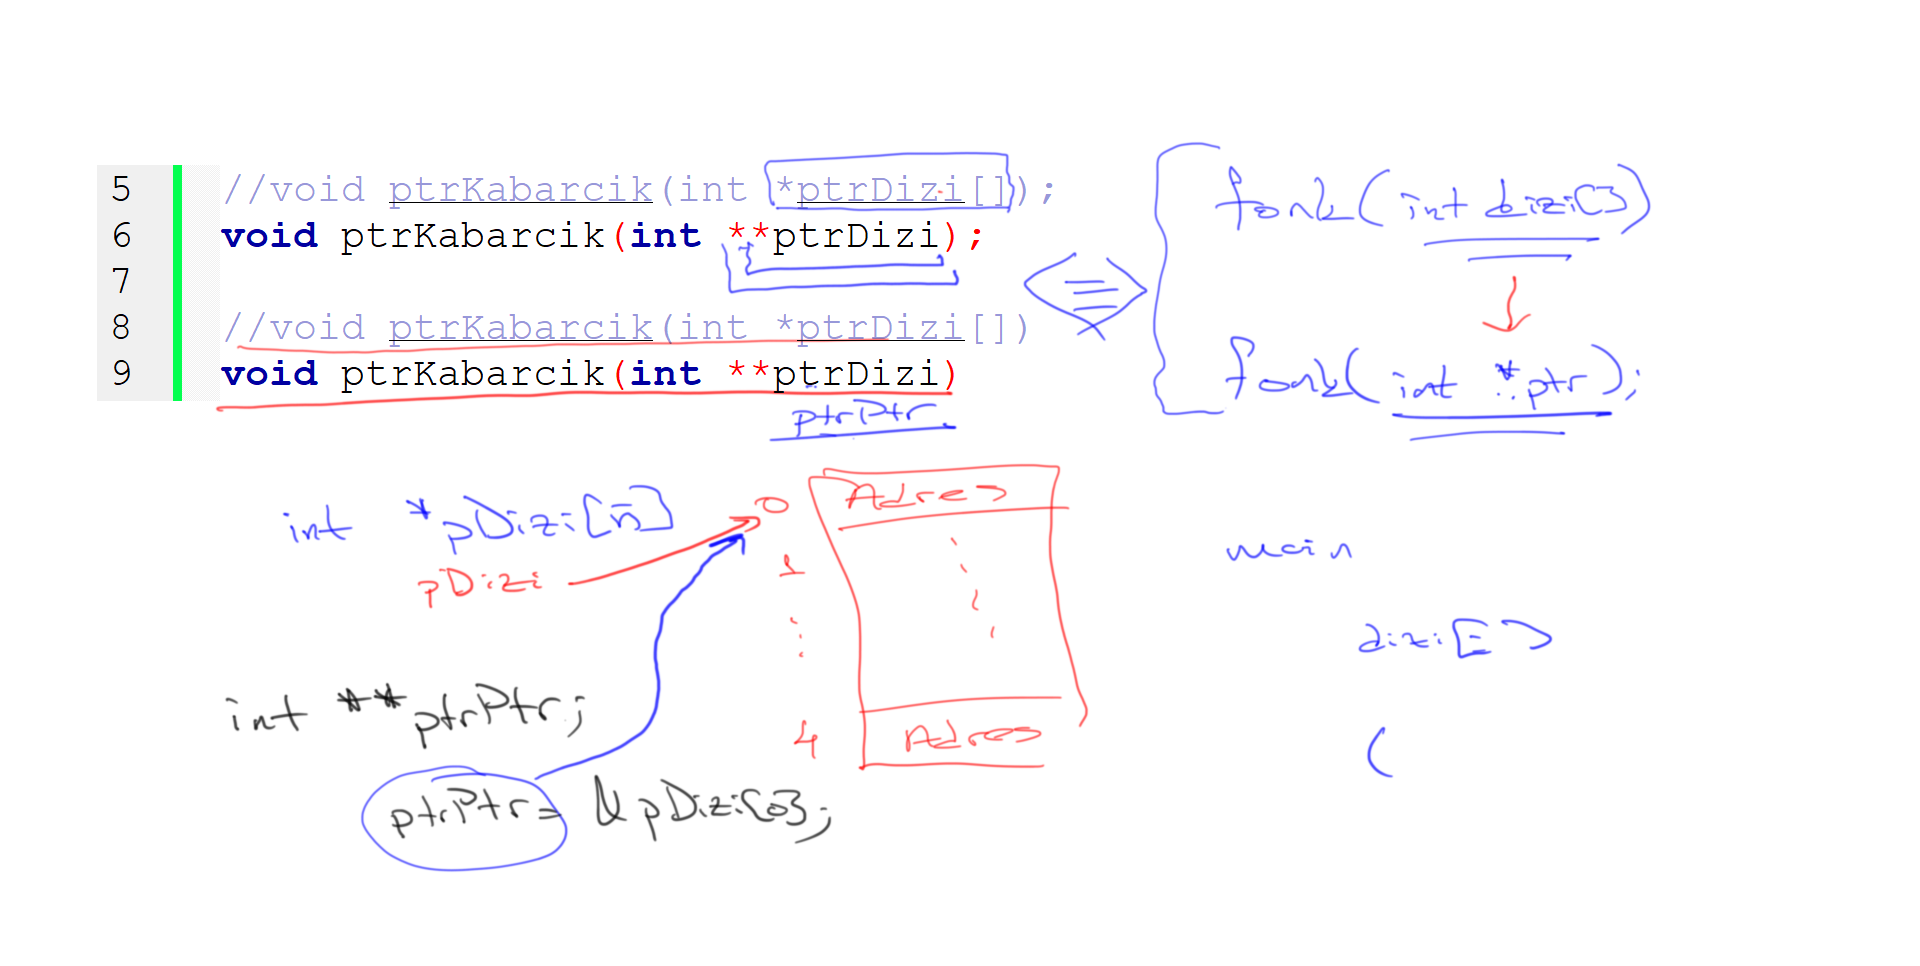 5 //void ptrKabarcik(int *ptrDizi[]);
6 void ptrKabarcik(int **ptrDizi);
7
8 //void ptrKabarcik(int *ptrDizi[])
9 void ptrKabarcik(int **ptrDizi)
ptrPtr
fonk(int dizi[])
fonk(int *ptr);
int *pDizi[n]
pDizi
0 Adres
1
4 Adres
int **ptrPtr;
ptrPtr = &pDizi[0];
main
dizi[ ]
(